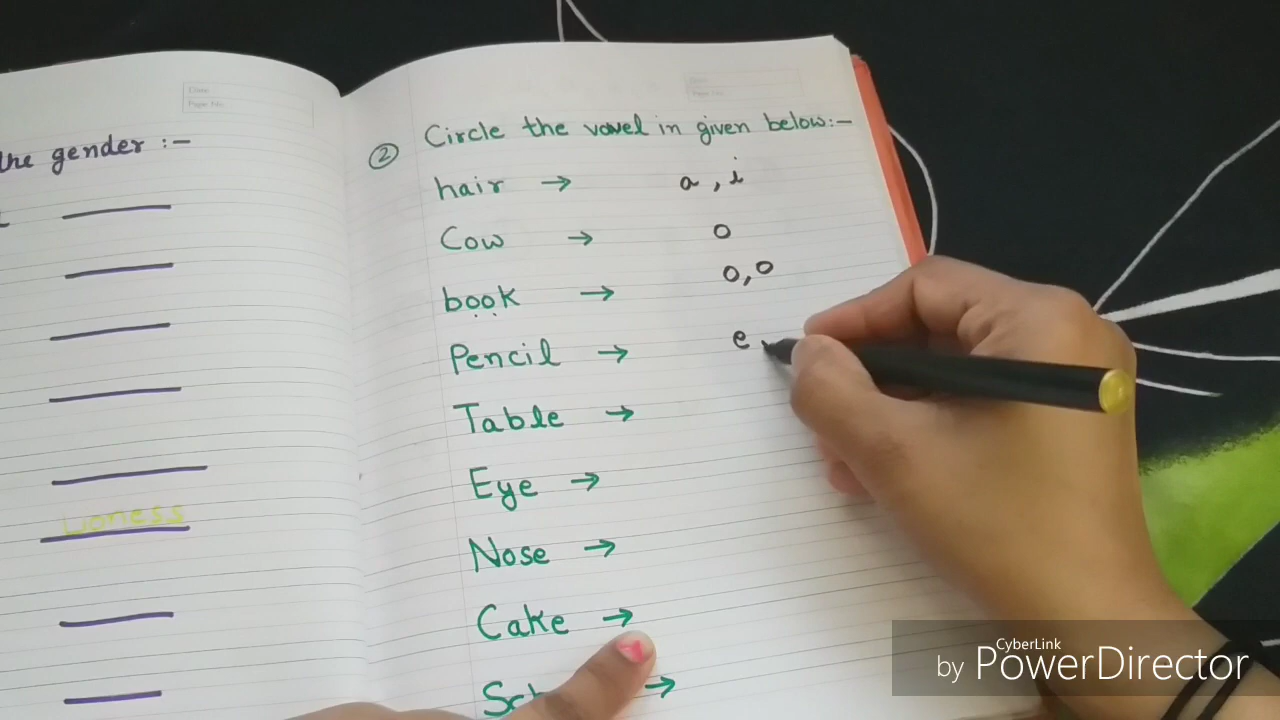 the gender :-
Lioness
② Circle the vowel in given below:-
hair → a, i
Cow → o
book → o, o
Pencil → e,
Table →
Eye →
Nose →
Cake →
→
by CyberLink PowerDirector